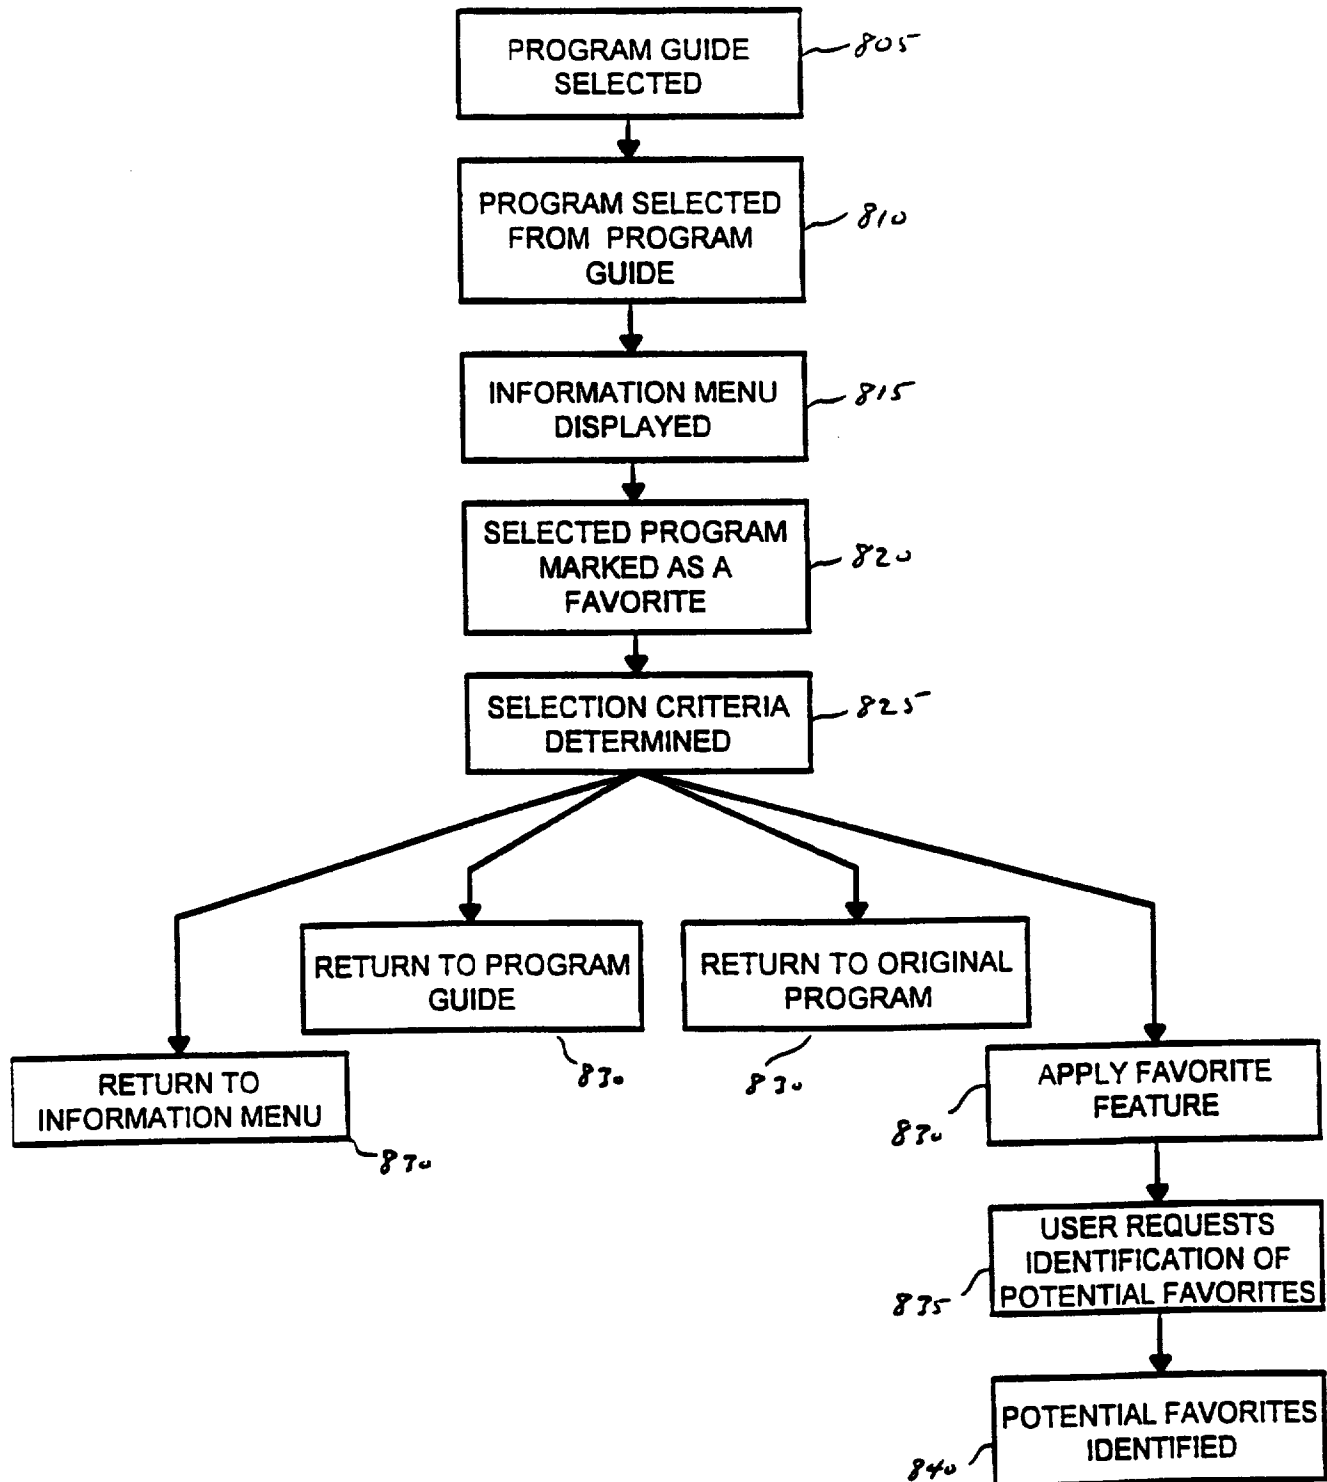 PROGRAM GUIDE
SELECTED
805
PROGRAM SELECTED
FROM PROGRAM
GUIDE
810
INFORMATION MENU
DISPLAYED
815
SELECTED PROGRAM
MARKED AS A
FAVORITE
820
SELECTION CRITERIA
DETERMINED
825
RETURN TO PROGRAM
GUIDE
830
RETURN TO ORIGINAL
PROGRAM
830
RETURN TO
INFORMATION MENU
830
APPLY FAVORITE
FEATURE
830
USER REQUESTS
IDENTIFICATION OF
POTENTIAL FAVORITES
835
POTENTIAL FAVORITES
IDENTIFIED
840